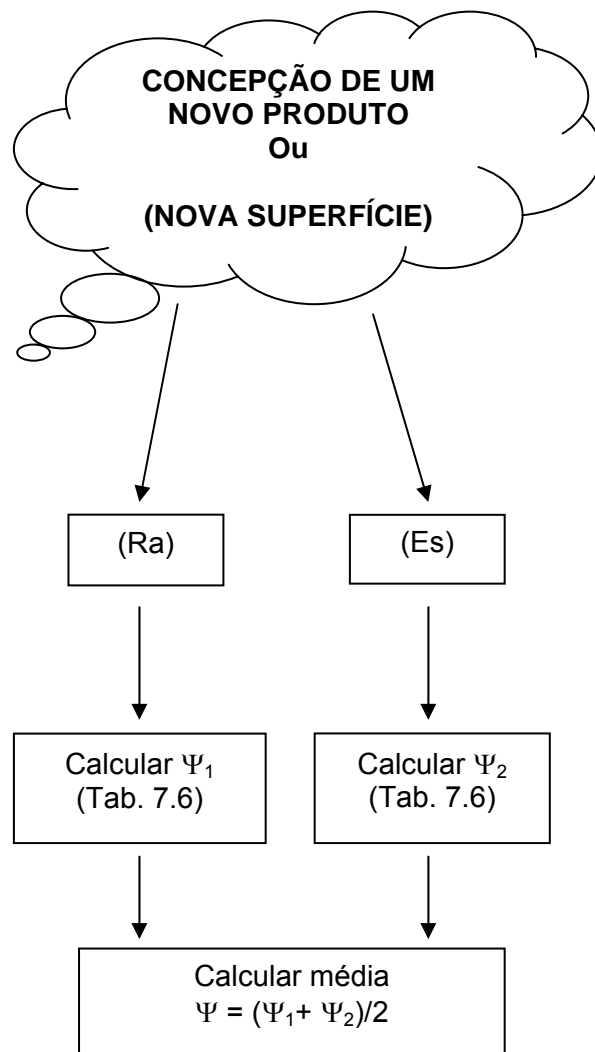 CONCEPÇÃO DE UM
NOVO PRODUTO
Ou
(NOVA SUPERFÍCIE)
(Ra)
(Es)
Calcular Ψ₁
(Tab. 7.6)
Calcular Ψ₂
(Tab. 7.6)
Calcular média
Ψ = (Ψ₁+ Ψ₂)/2